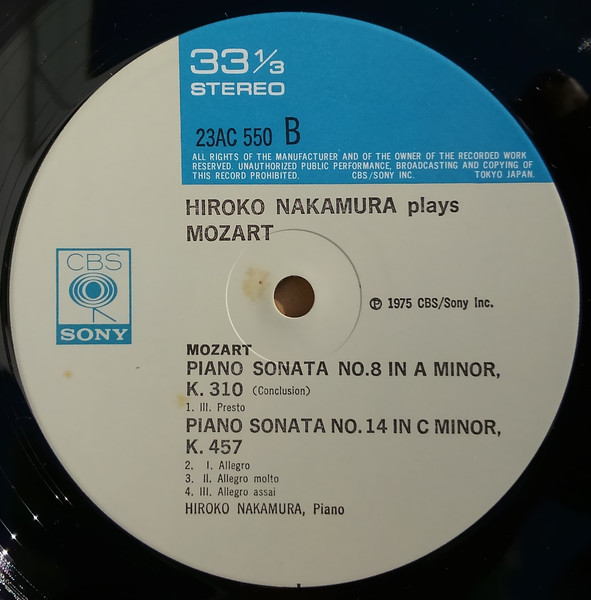 33 1/3
STEREO
23AC 550 B
ALL RIGHTS OF THE MANUFACTURER AND OF THE OWNER OF THE RECORDED WORK
RESERVED. UNAUTHORIZED PUBLIC PERFORMANCE, BROADCASTING AND COPYING OF
THIS RECORD PROHIBITED. CBS/SONY INC. TOKYO JAPAN.
HIROKO NAKAMURA plays
MOZART
CBS
SONY
℗ 1975 CBS/Sony Inc.
MOZART
PIANO SONATA NO.8 IN A MINOR,
K. 310 (Conclusion)
1. III. Presto
PIANO SONATA NO.14 IN C MINOR,
K. 457
2. I. Allegro
3. II. Allegro molto
4. III. Allegro assai
HIROKO NAKAMURA, Piano